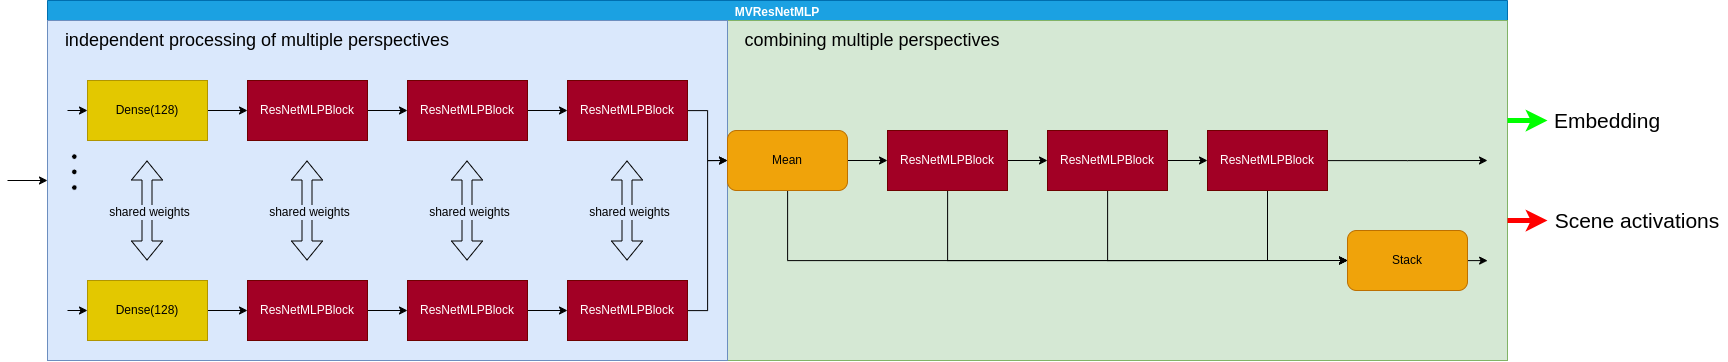 MVResNetMLP
independent processing of multiple perspectives
combining multiple perspectives
Dense(128)
ResNetMLPBlock
ResNetMLPBlock
ResNetMLPBlock
Embedding
Mean
ResNetMLPBlock
ResNetMLPBlock
ResNetMLPBlock
shared weights
shared weights
shared weights
shared weights
Scene activations
Stack
Dense(128)
ResNetMLPBlock
ResNetMLPBlock
ResNetMLPBlock